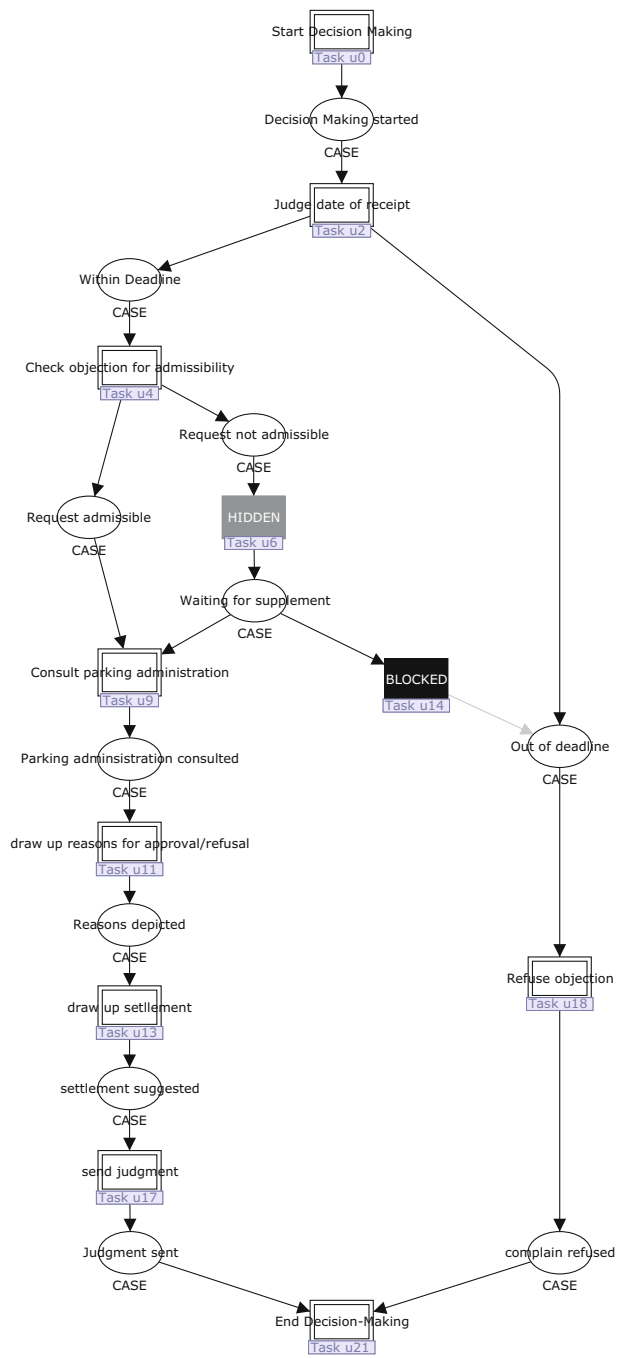 Start Decision Making
Task u0
Decision Making started
CASE
Judge date of receipt
Task u2
Within Deadline
CASE
Check objection for admissibility
Task u4
Request not admissible
CASE
Request admissible
CASE
HIDDEN
Task u6
Waiting for supplement
CASE
Consult parking administration
Task u9
BLOCKED
Task u14
Out of deadline
CASE
Parking adminsistration consulted
CASE
draw up reasons for approval/refusal
Task u11
Reasons depicted
CASE
Refuse objection
Task u18
draw up setllement
Task u13
settlement suggested
CASE
send judgment
Task u17
Judgment sent
CASE
complain refused
CASE
End Decision-Making
Task u21